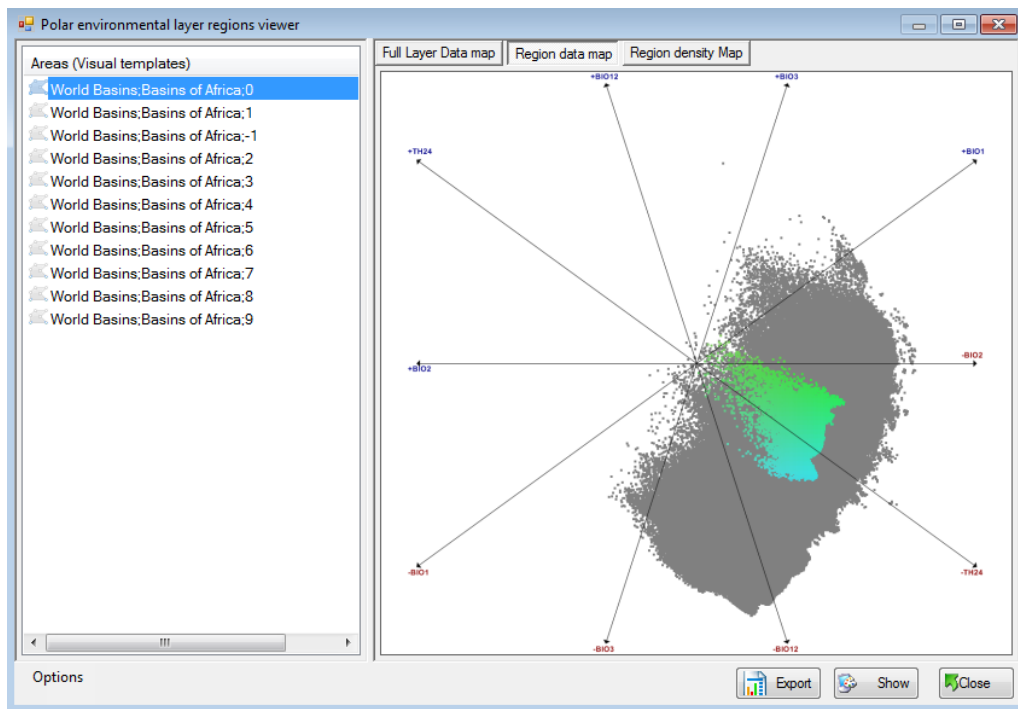 Polar environmental layer regions viewer
Areas (Visual templates)
World Basins;Basins of Africa;0
World Basins;Basins of Africa;1
World Basins;Basins of Africa;-1
World Basins;Basins of Africa;2
World Basins;Basins of Africa;3
World Basins;Basins of Africa;4
World Basins;Basins of Africa;5
World Basins;Basins of Africa;6
World Basins;Basins of Africa;7
World Basins;Basins of Africa;8
World Basins;Basins of Africa;9
Full Layer Data map Region data map Region density Map
+BIO12 +BIO3
+TH24 +BIO1
+BIO2 -BIO2
-BIO1 -TH24
-BIO3 -BIO12
Options Export Show Close